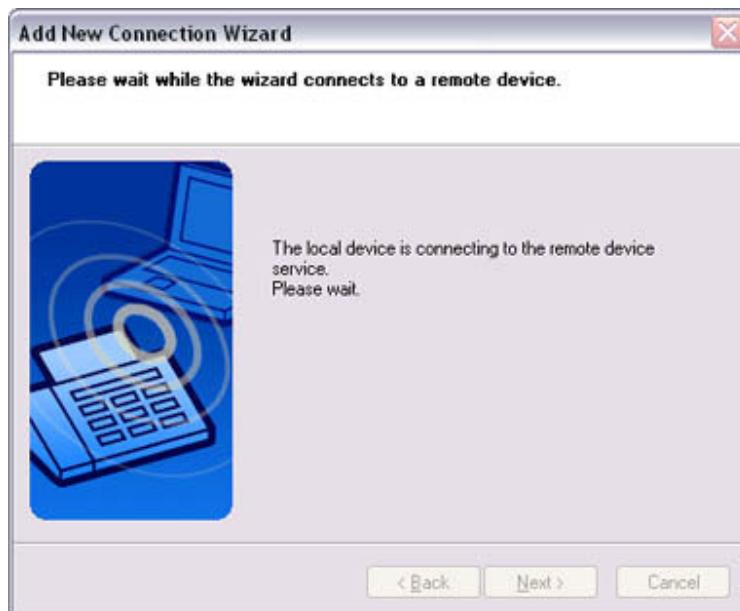 Add New Connection Wizard
Please wait while the wizard connects to a remote device.
The local device is connecting to the remote device
service.
Please wait.
< Back
Next >
Cancel